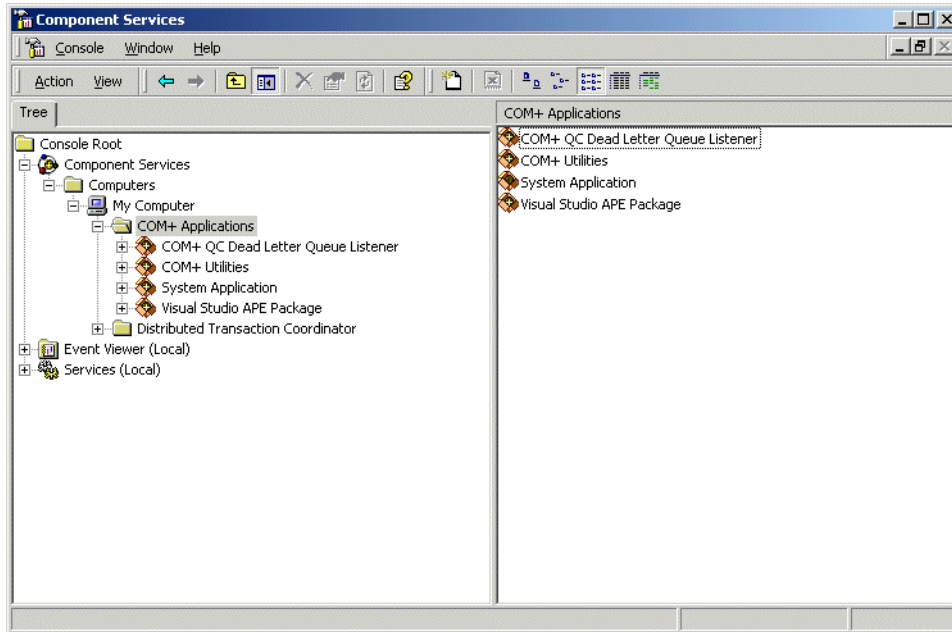 Component Services
Console Window Help
Action View
Tree
COM+ Applications
Console Root
Component Services
Computers
My Computer
COM+ Applications
COM+ QC Dead Letter Queue Listener
COM+ Utilities
System Application
Visual Studio APE Package
Distributed Transaction Coordinator
Event Viewer (Local)
Services (Local)
COM+ QC Dead Letter Queue Listener
COM+ Utilities
System Application
Visual Studio APE Package